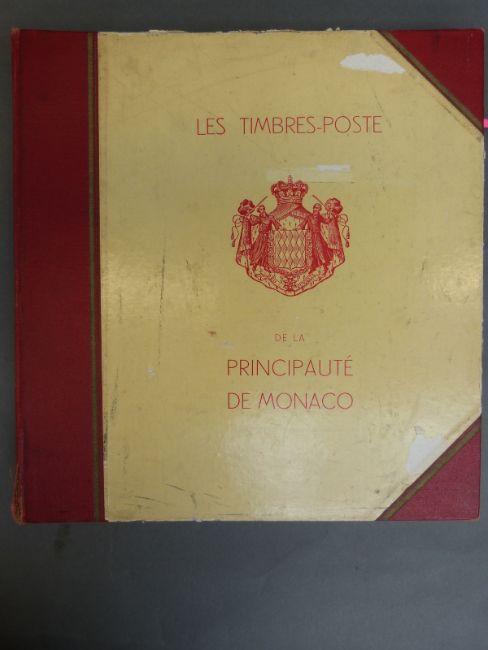 LES TIMBRES-POSTE
DE LA
PRINCIPAUTÉ
DE MONACO